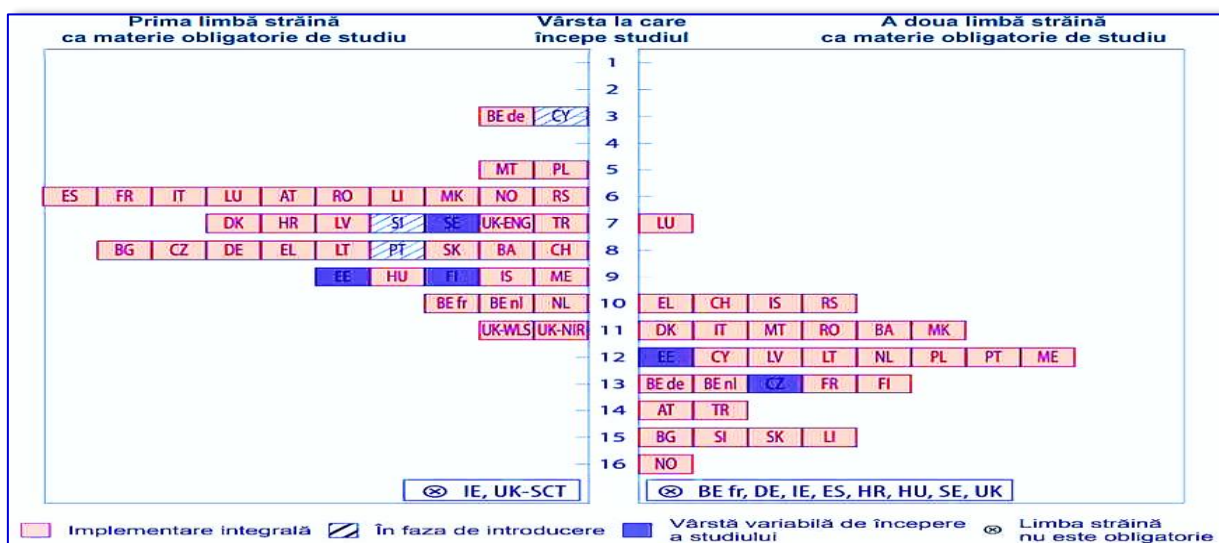 Prima limbă străină
ca materie obligatorie de studiu
Vârsta la care
începe studiul
A doua limbă străină
ca materie obligatorie de studiu
1
2
BE de CY 3
4
MT PL 5
ES FR IT LU AT RO LI MK NO RS 6
DK HR LV SI SE UK-ENG TR 7 LU
BG CZ DE EL LT PT SK BA CH 8
EE HU FI IS ME 9
BE fr BE nl NL 10 EL CH IS RS
UK-WLS UK-NIR 11 DK IT MT RO BA MK
12 EE CY LV LT NL PL PT ME
13 BE de BE nl CZ FR FI
14 AT TR
15 BG SI SK LI
16 NO
⊗ IE, UK-SCT
⊗ BE fr, DE, IE, ES, HR, HU, SE, UK
Implementare integrală
În faza de introducere
Vârstă variabilă de începere
a studiului
⊗ Limba străină
nu este obligatorie